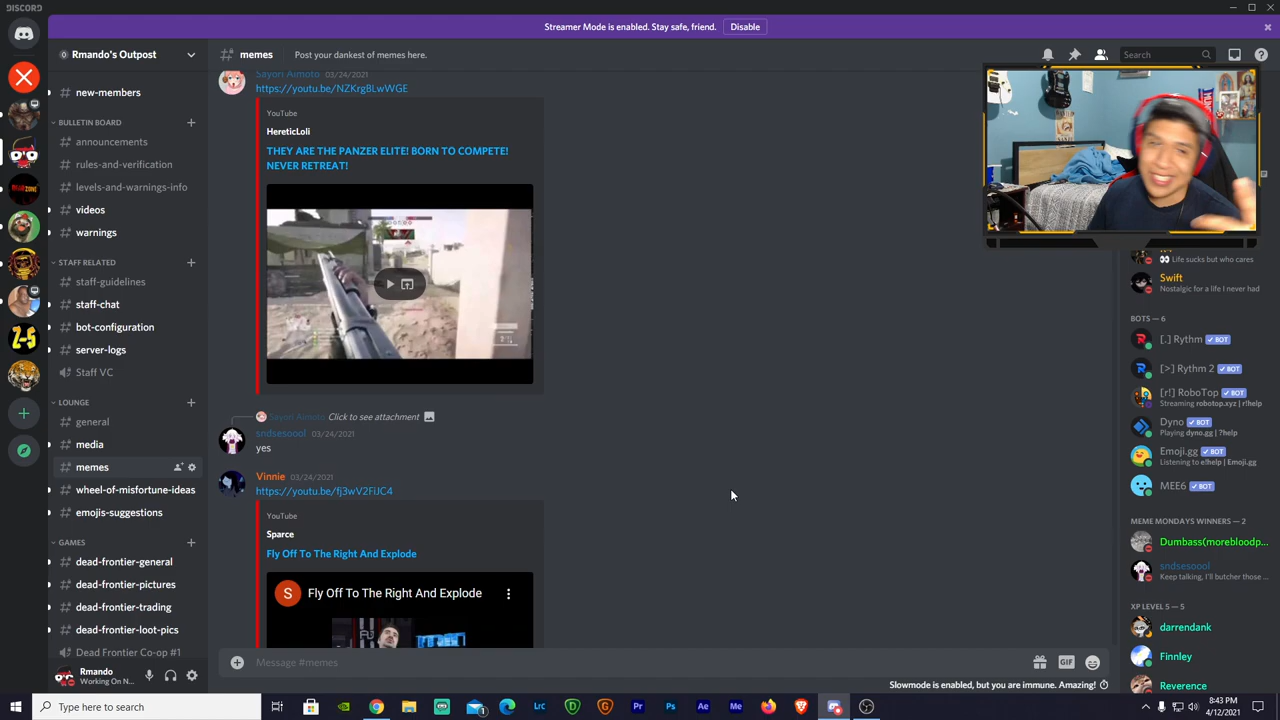 DISCORD
Streamer Mode is enabled. Stay safe, friend.
Disable
Rmando's Outpost
memes
Post your dankest of memes here.
Search
new-members
BULLETIN BOARD
announcements
rules-and-verification
levels-and-warnings-info
videos
warnings
STAFF RELATED
staff-guidelines
staff-chat
bot-configuration
server-logs
Staff VC
LOUNGE
general
media
memes
wheel-of-misfortune-ideas
emojis-suggestions
GAMES
dead-frontier-general
dead-frontier-pictures
dead-frontier-trading
dead-frontier-loot-pics
Dead Frontier Co-op #1
Rmando
Working On N...
Sayori Aimoto 03/24/2021
https://youtu.be/NZKrgBLwWGE
YouTube
HereticLoli
THEY ARE THE PANZER ELITE! BORN TO COMPETE!
NEVER RETREAT!
Sayori Aimoto Click to see attachment
sndsesoool 03/24/2021
yes
Vinnie 03/24/2021
https://youtu.be/fj3wV2FiJC4
YouTube
Sparce
Fly Off To The Right And Explode
S Fly Off To The Right And Explode
Message #memes
GIF
Slowmode is enabled, but you are immune. Amazing!
Life sucks but who cares
Swift
Nostalgic for a life I never had
BOTS — 6
[.] Rythm BOT
[>] Rythm 2 BOT
[r!] RoboTop BOT
Streaming robotop.xyz | r!help
Dyno BOT
Playing dyno.gg | ?help
Emoji.gg BOT
Listening to e!help | Emoji.gg
MEE6 BOT
MEME MONDAYS WINNERS — 2
Dumbass(morebloodp...
sndsesoool
Keep talking, I'll butcher those ...
XP LEVEL 5 — 5
darrendank
Finnley
Reverence
Type here to search
Lrc
Pr
Ps
Ae
Me
8:43 PM
4/12/2021